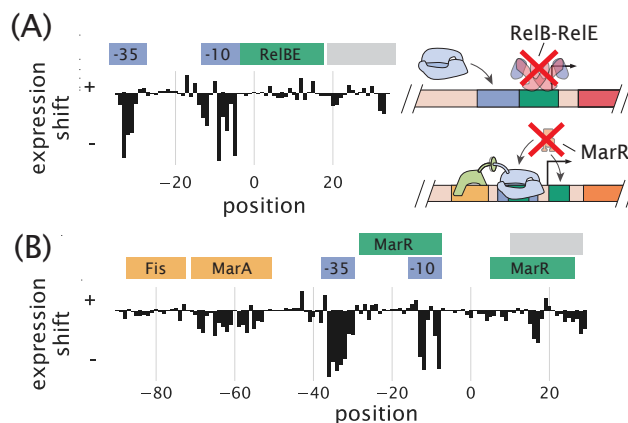 (A)
-35
-10
RelBE
+
-
expression
shift
−20
0
20
position
RelB-RelE
MarR
(B)
MarR
-35
-10
Fis
MarA
MarR
+
-
expression
shift
−80
−60
−40
−20
0
20
position